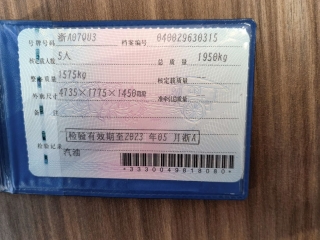 号牌号码 浙A07Q03 档案编号 040029630315
核定载人数 5人 总质量 1950kg
整备质量 1575kg 核定载质量
外廓尺寸 4735×1775×1450mm 准牵引总质量
备注
检验有效期至2023年05月浙A
检验记录 汽油
*3330049818080*